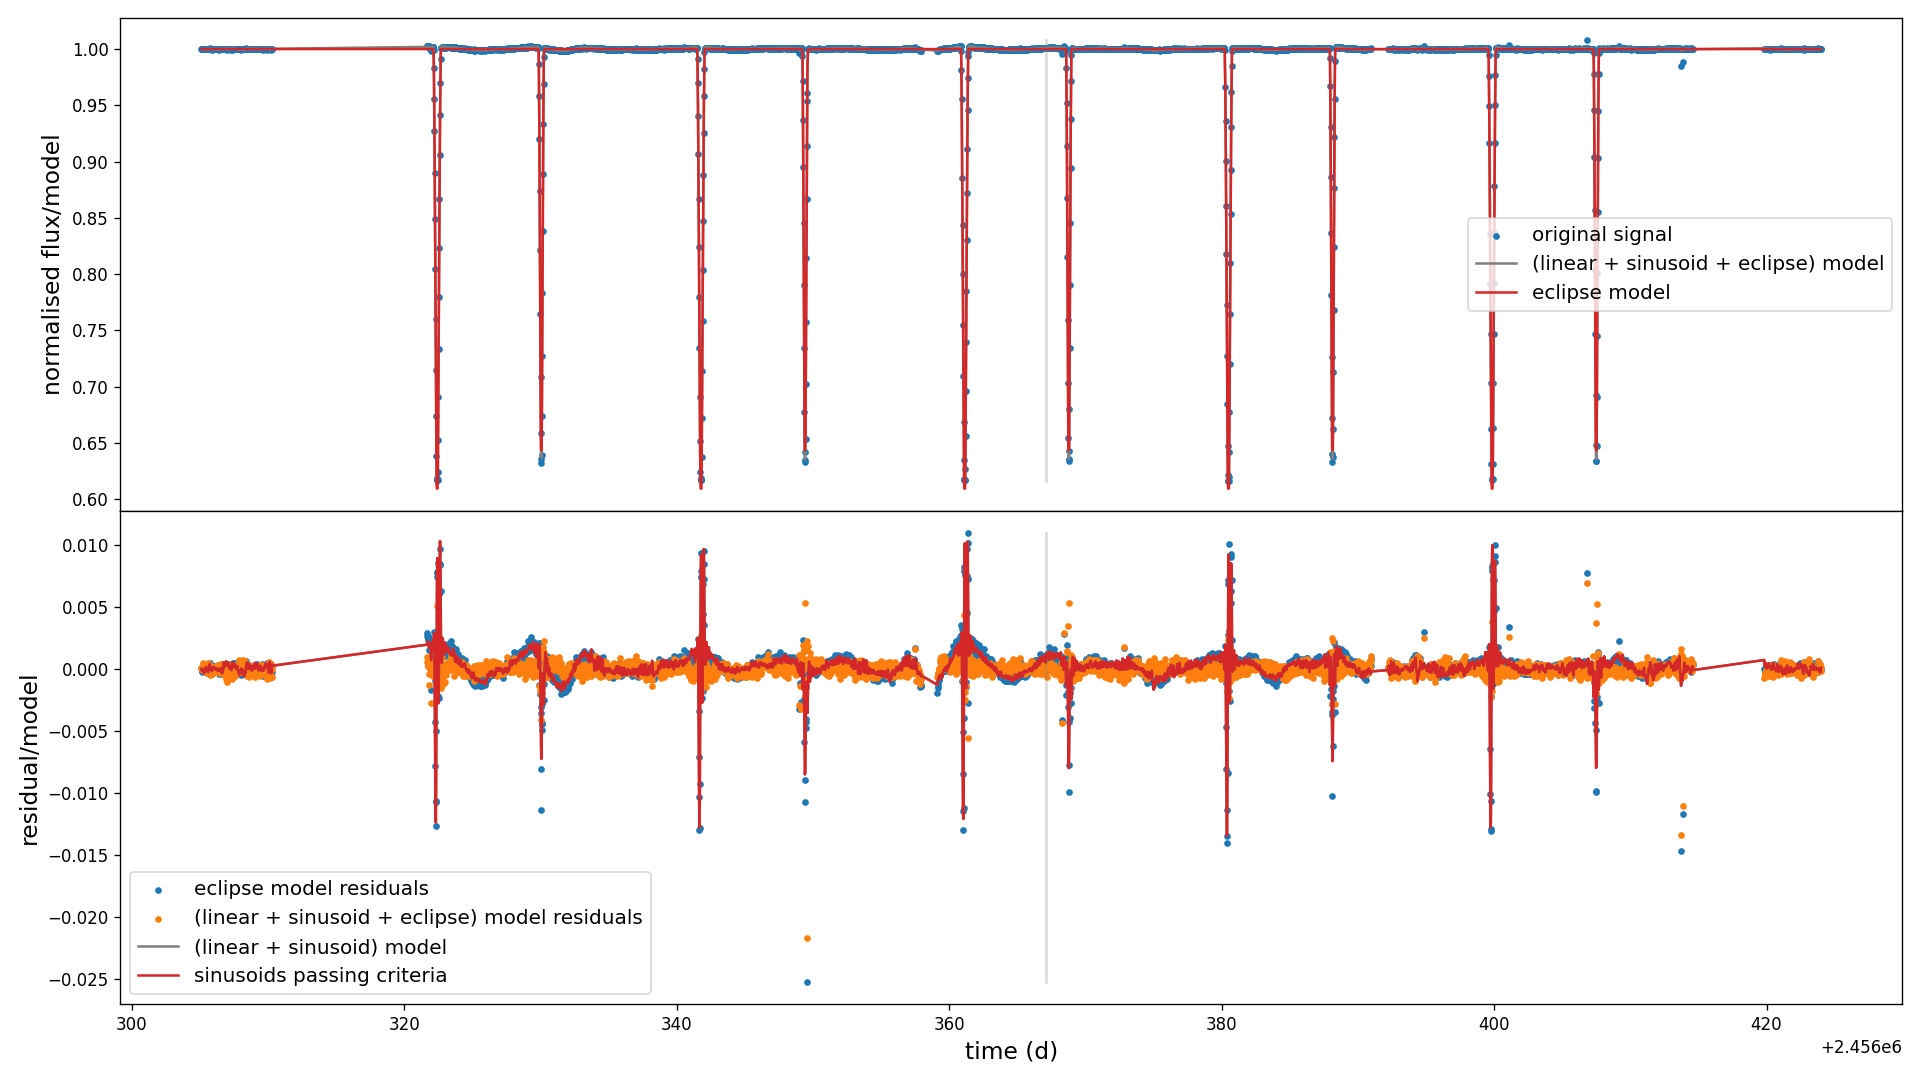 1.00
0.95
0.90
0.85
0.80
0.75
0.70
0.65
0.60
normalised flux/model
original signal
(linear + sinusoid + eclipse) model
eclipse model
0.010
0.005
0.000
−0.005
−0.010
−0.015
−0.020
−0.025
residual/model
eclipse model residuals
(linear + sinusoid + eclipse) model residuals
(linear + sinusoid) model
sinusoids passing criteria
300 320 340 360 380 400 420
time (d)
+2.456e6